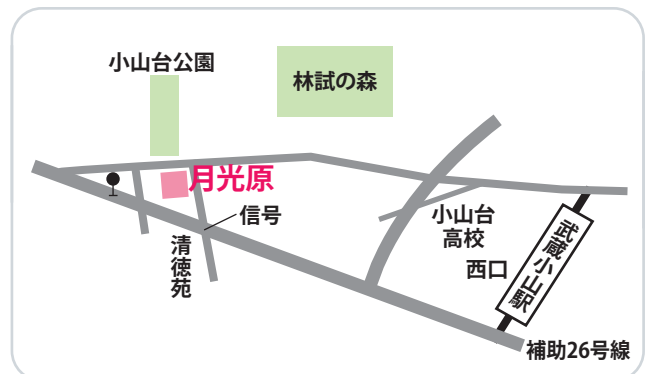 小山台公園
林試の森
月光原
信号
清徳苑
小山台
高校
西口
武蔵小山駅
補助26号線